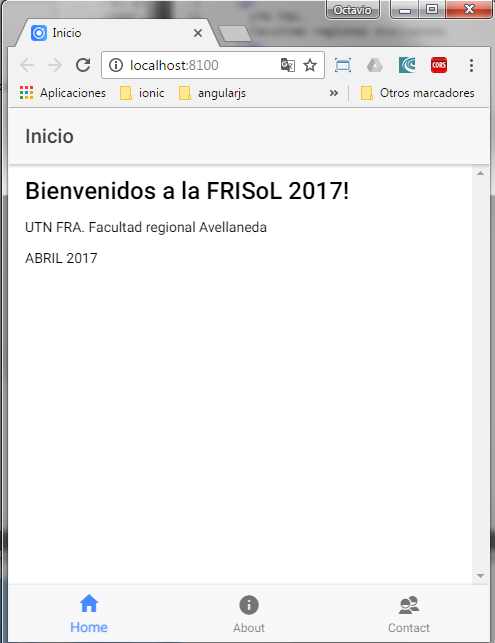 Octavio
Inicio
localhost:8100
CORS
Aplicaciones ionic angularjs » Otros marcadores
Inicio
Bienvenidos a la FRISoL 2017!
UTN FRA. Facultad regional Avellaneda
ABRIL 2017
Home About Contact